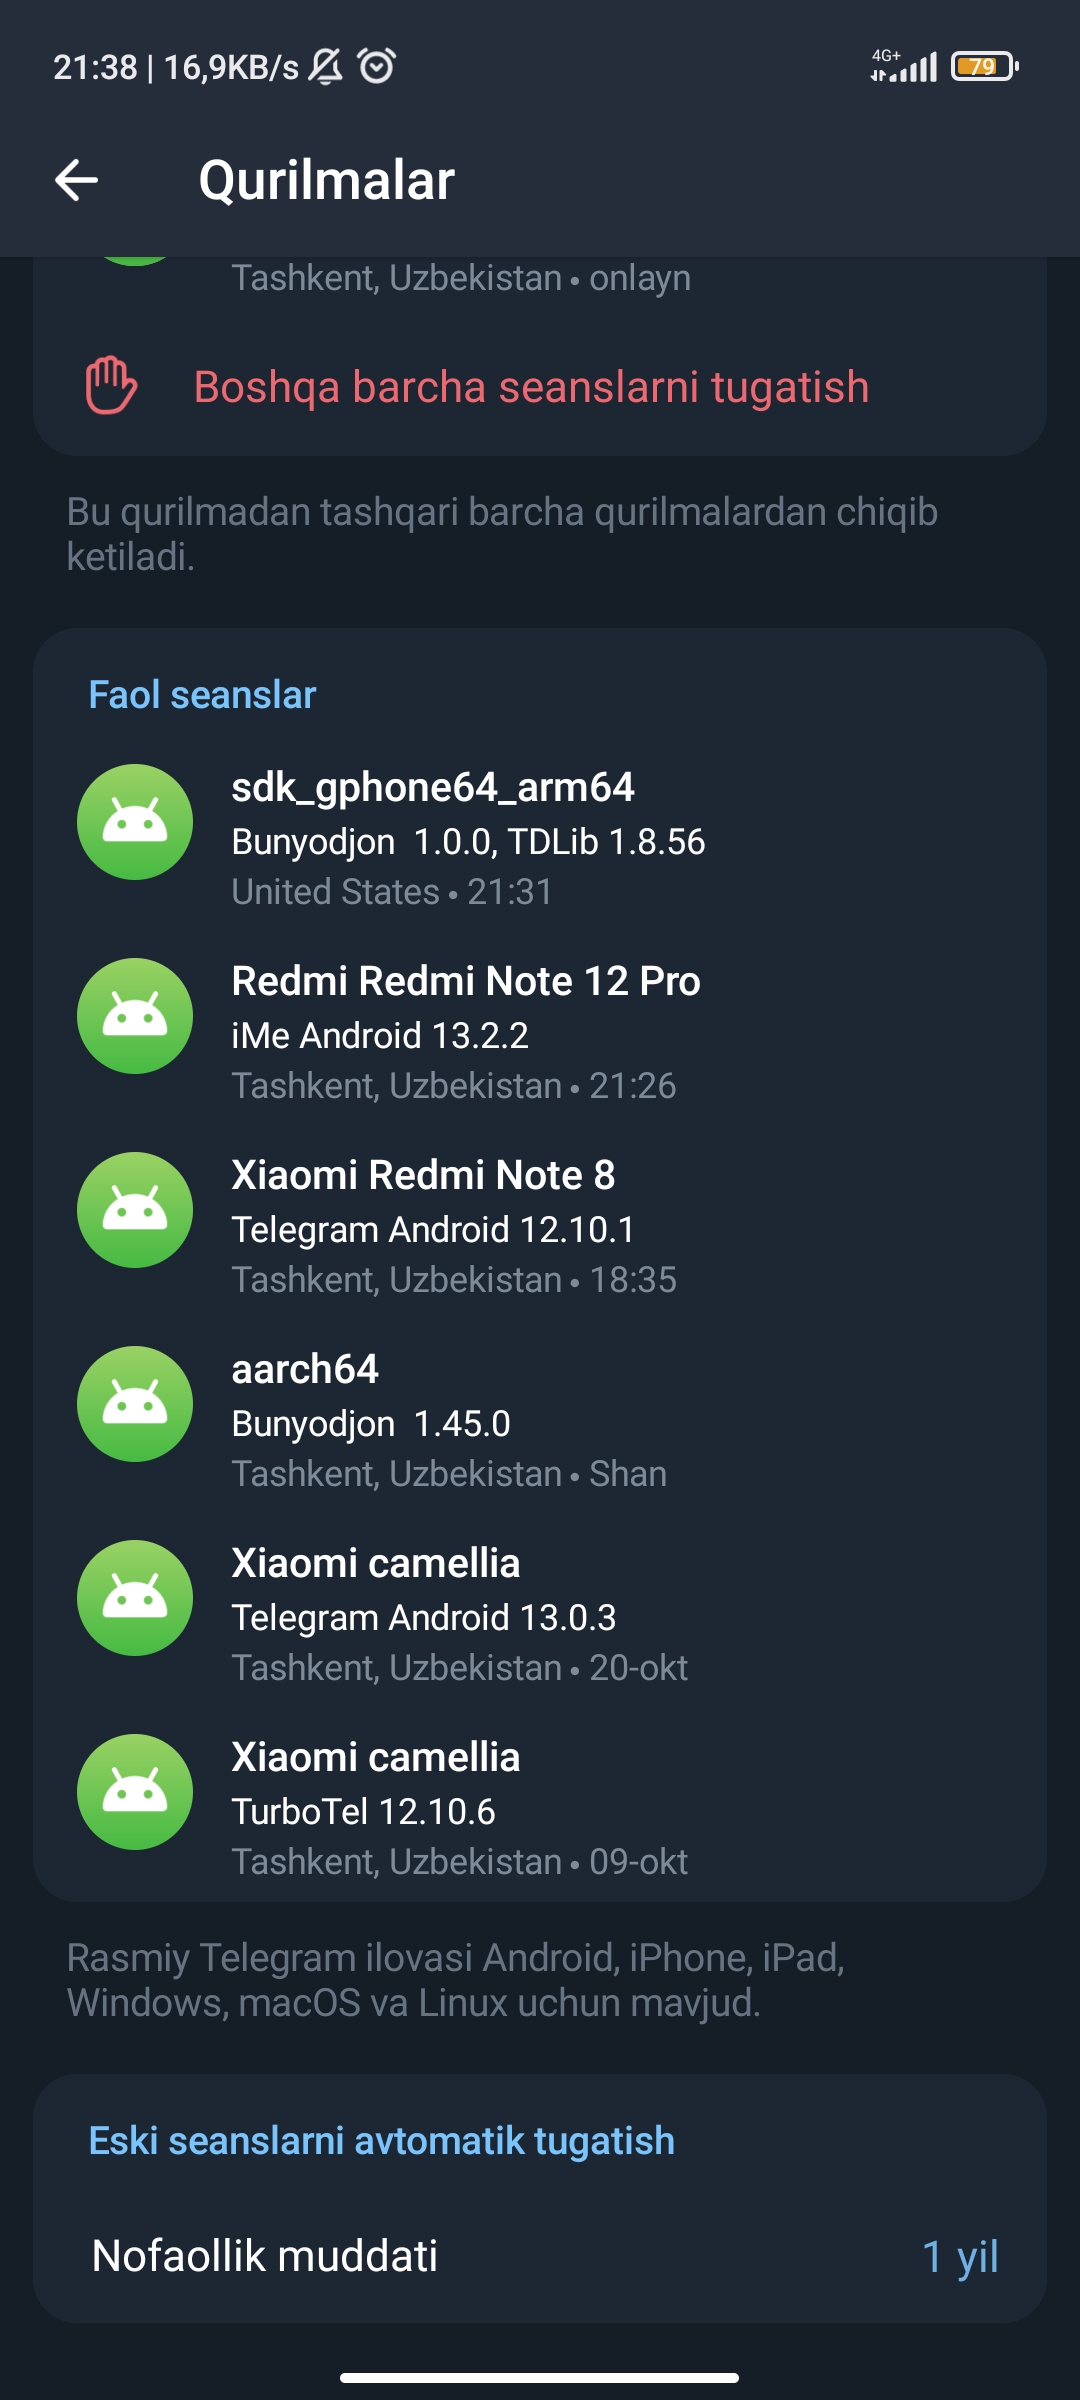 21:38 | 16,9KB/s
4G+
79
Qurilmalar
Tashkent, Uzbekistan • onlayn
Boshqa barcha seanslarni tugatish
Bu qurilmadan tashqari barcha qurilmalardan chiqib
ketiladi.
Faol seanslar
sdk_gphone64_arm64
Bunyodjon 1.0.0, TDLib 1.8.56
United States • 21:31
Redmi Redmi Note 12 Pro
iMe Android 13.2.2
Tashkent, Uzbekistan • 21:26
Xiaomi Redmi Note 8
Telegram Android 12.10.1
Tashkent, Uzbekistan • 18:35
aarch64
Bunyodjon 1.45.0
Tashkent, Uzbekistan • Shan
Xiaomi camellia
Telegram Android 13.0.3
Tashkent, Uzbekistan • 20-okt
Xiaomi camellia
TurboTel 12.10.6
Tashkent, Uzbekistan • 09-okt
Rasmiy Telegram ilovasi Android, iPhone, iPad,
Windows, macOS va Linux uchun mavjud.
Eski seanslarni avtomatik tugatish
Nofaollik muddati
1 yil